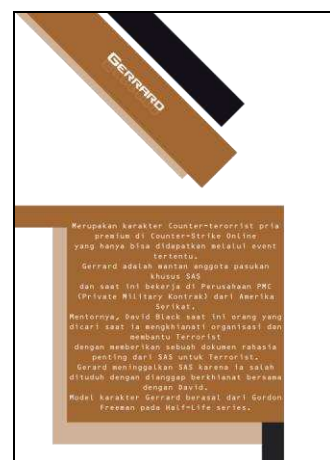 GERRARD
Merupakan karakter Counter-terorrist pria
premium di Counter-Strike Online
yang hanya bisa didapatkan melalui event
tertentu.
Gerrard adalah mantan anggota pasukan
khusus SAS
dan saat ini bekerja di Perusahaan PMC
(Private Military Kontrak) dari Amerika
Serikat.
Mentornya, David Black saat ini orang yang
dicari saat ia mengkhianati organisasi dan
membantu Terrorist
dengan memberikan sebuah dokumen rahasia
penting dari SAS untuk Terrorist.
Gerard meninggalkan SAS karena ia salah
dituduh dengan dianggap berkhianat bersama
dengan David.
Model karakter Gerrard berasal dari Gordon
Freeman pada Half-Life series.